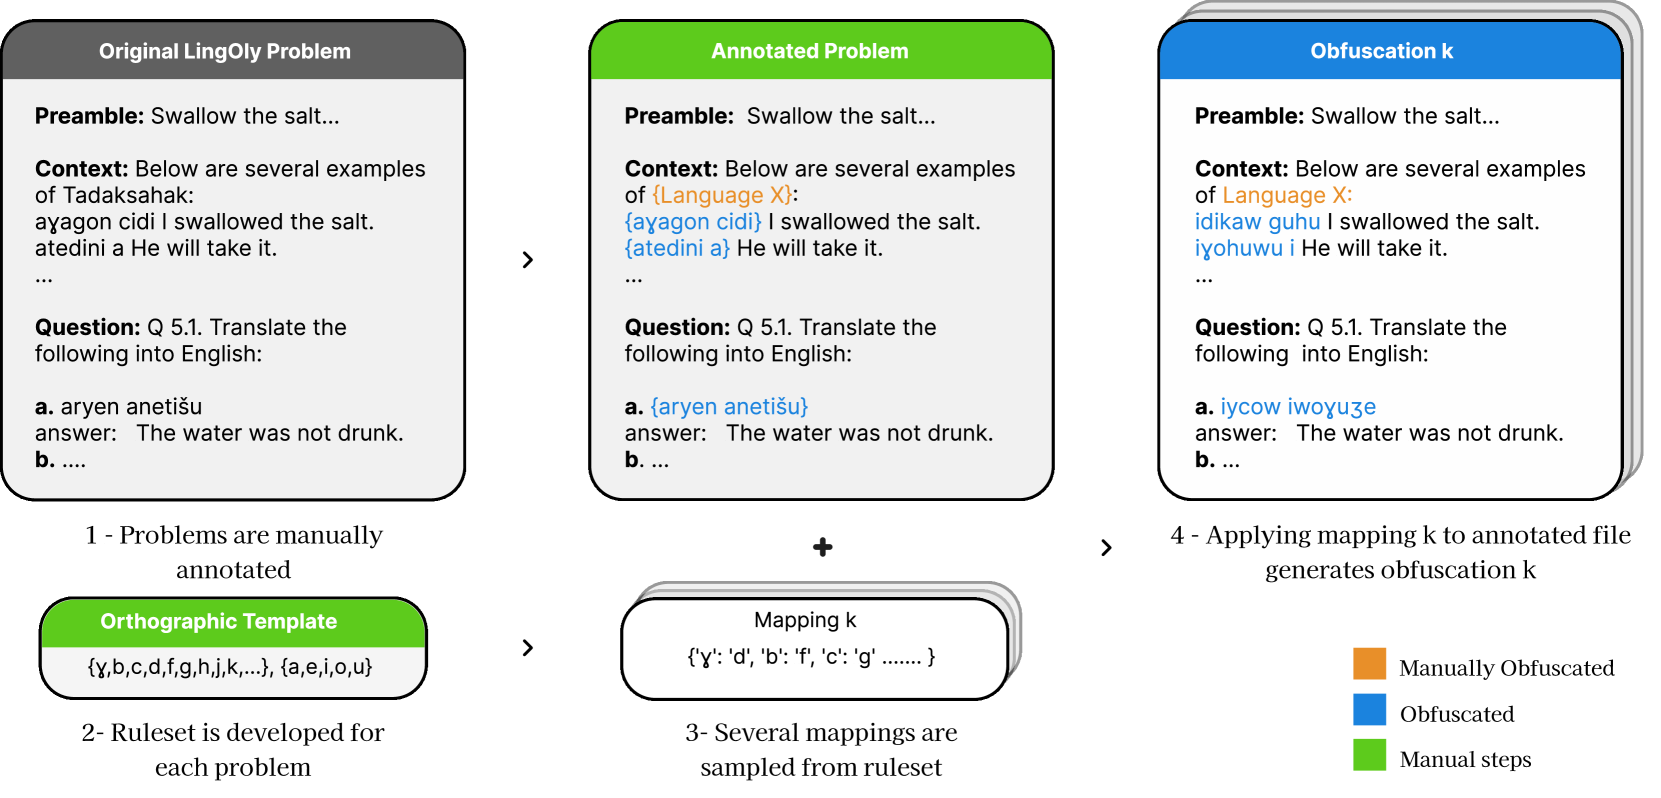 Original LingOly Problem
Preamble: Swallow the salt...
Context: Below are several examples
of Tadaksahak:
aɣagon cidi I swallowed the salt.
atedini a He will take it.
...
Question: Q 5.1. Translate the
following into English:
a. aryen anetišu
answer: The water was not drunk.
b. ....
1 - Problems are manually
annotated
Orthographic Template
{ɣ,b,c,d,f,g,h,j,k,...}, {a,e,i,o,u}
2- Ruleset is developed for
each problem
Annotated Problem
Preamble: Swallow the salt...
Context: Below are several examples
of {Language X}:
{aɣagon cidi} I swallowed the salt.
{atedini a} He will take it.
...
Question: Q 5.1. Translate the
following into English:
a. {aryen anetišu}
answer: The water was not drunk.
b. ...
Mapping k
{'ɣ': 'd', 'b': 'f', 'c': 'g' ....... }
3- Several mappings are
sampled from ruleset
Obfuscation k
Preamble: Swallow the salt...
Context: Below are several examples
of Language X:
idikaw guhu I swallowed the salt.
iɣohuwu i He will take it.
...
Question: Q 5.1. Translate the
following into English:
a. iycow iwoɣuʒe
answer: The water was not drunk.
b. ...
4 - Applying mapping k to annotated file
generates obfuscation k
Manually Obfuscated
Obfuscated
Manual steps